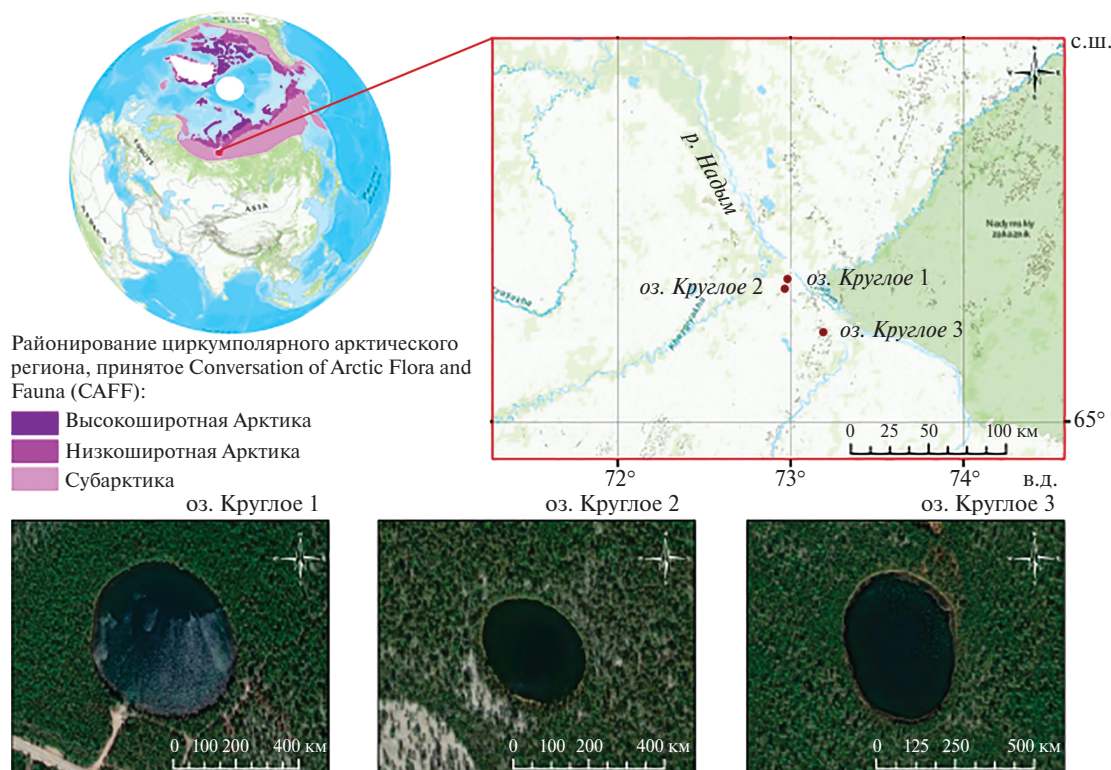 EUROPE
ASIA
AFRICA
с.ш.
р. Надым
Nadymskiy
zakaznik
оз. Круглое 1
оз. Круглое 2
оз. Круглое 3
65°
0 25 50 100 км
72° 73° 74° в.д.
Районирование циркумполярного арктического
региона, принятое Conversation of Arctic Flora and
Fauna (CAFF):
Высокоширотная Арктика
Низкоширотная Арктика
Субарктика
оз. Круглое 1
оз. Круглое 2
оз. Круглое 3
0 100 200 400 км
0 100 200 400 км
0 125 250 500 км